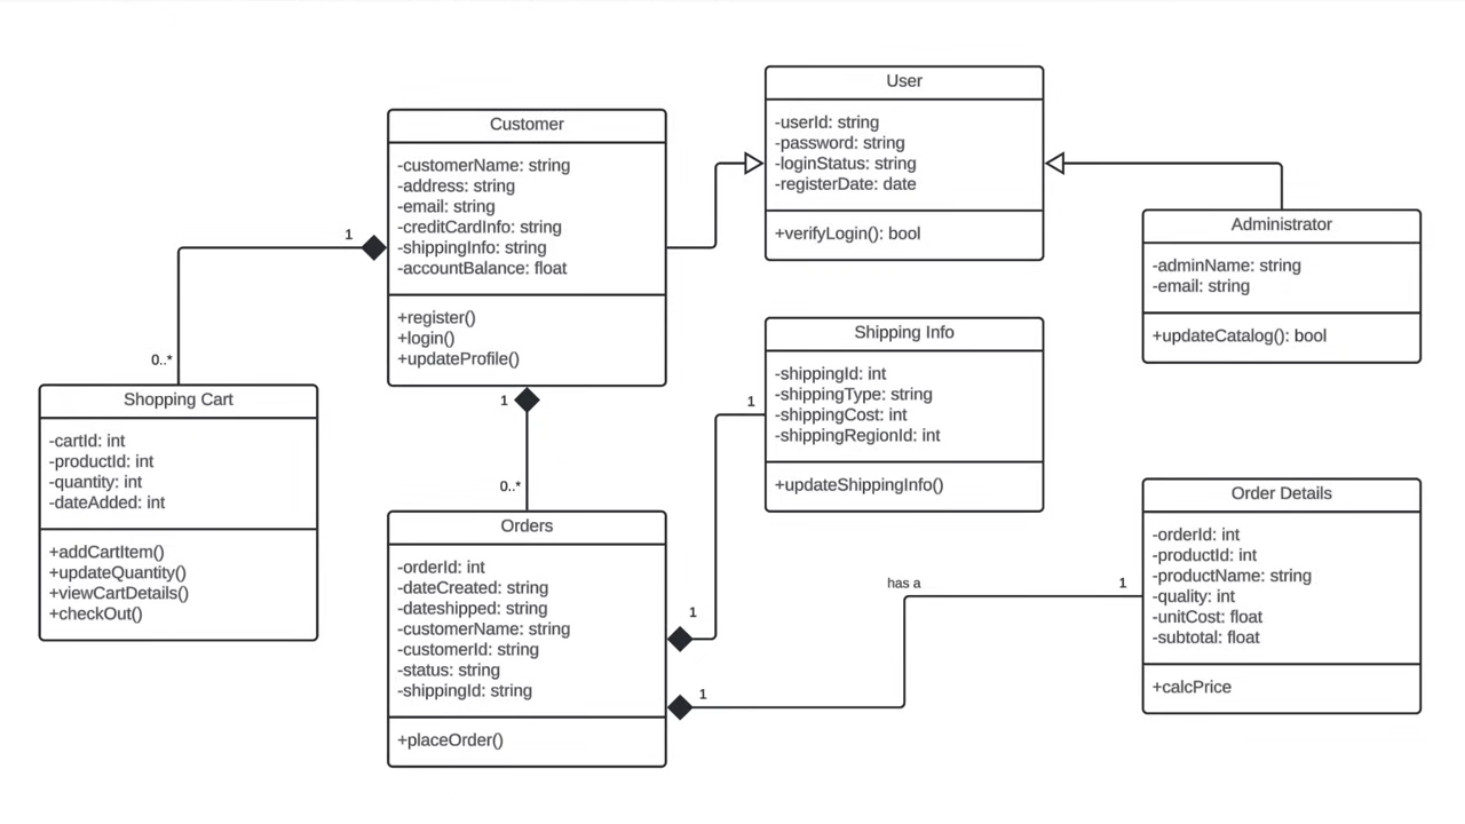 User
-userId: string
-password: string
-loginStatus: string
-registerDate: date
+verifyLogin(): bool
Customer
-customerName: string
-address: string
-email: string
-creditCardInfo: string
-shippingInfo: string
-accountBalance: float
+register()
+login()
+updateProfile()
1
0..*
1
0..*
Administrator
-adminName: string
-email: string
+updateCatalog(): bool
Shipping Info
-shippingId: int
-shippingType: string
-shippingCost: int
-shippingRegionId: int
+updateShippingInfo()
1
1
Shopping Cart
-cartId: int
-productId: int
-quantity: int
-dateAdded: int
+addCartItem()
+updateQuantity()
+viewCartDetails()
+checkOut()
Orders
-orderId: int
-dateCreated: string
-dateshipped: string
-customerName: string
-customerId: string
-status: string
-shippingId: string
+placeOrder()
1
has a
1
Order Details
-orderId: int
-productId: int
-productName: string
-quality: int
-unitCost: float
-subtotal: float
+calcPrice